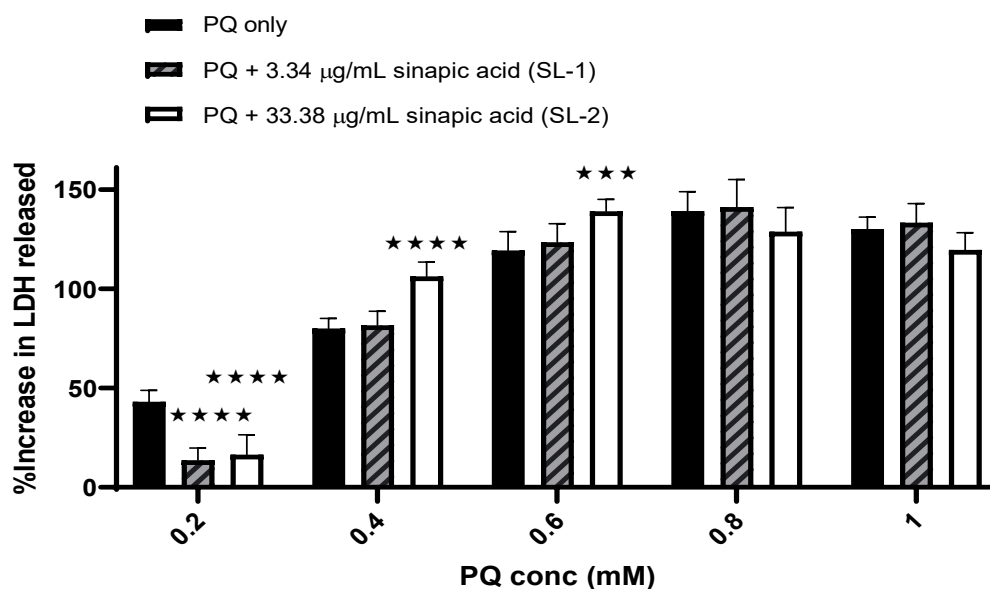 PQ only
PQ + 3.34 μg/mL sinapic acid (SL-1)
PQ + 33.38 μg/mL sinapic acid (SL-2)
%Increase in LDH released
150
100
50
0
★★★★
★★★★
★★★★
★★★
0.2
0.4
0.6
0.8
1
PQ conc (mM)